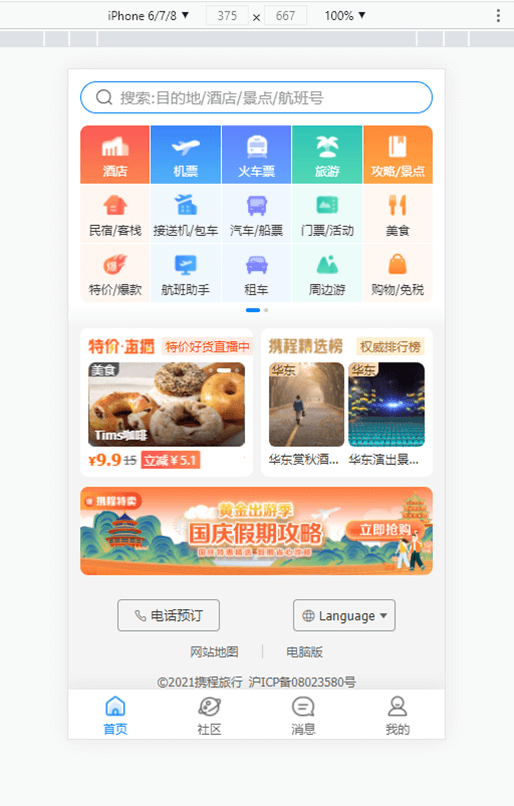 iPhone 6/7/8 ▼ 375 × 667 100% ▼
搜索:目的地/酒店/景点/航班号
酒店 机票 火车票 旅游 攻略/景点
民宿/客栈 接送机/包车 汽车/船票 门票/活动 美食
爆
特价/爆款 航班助手 租车 周边游 购物/免税
特价·直播 特价好货直播中 携程精选榜 权威排行榜
美食 华东 华东
Tims咖啡
¥9.9 15 立减¥5.1 华东赏秋酒... 华东演出景...
携程特卖
黄金出游季
国庆假期攻略 立即抢购
电话预订 Language
网站地图 | 电脑版
©2021携程旅行 沪ICP备08023580号
首页 社区 消息 我的